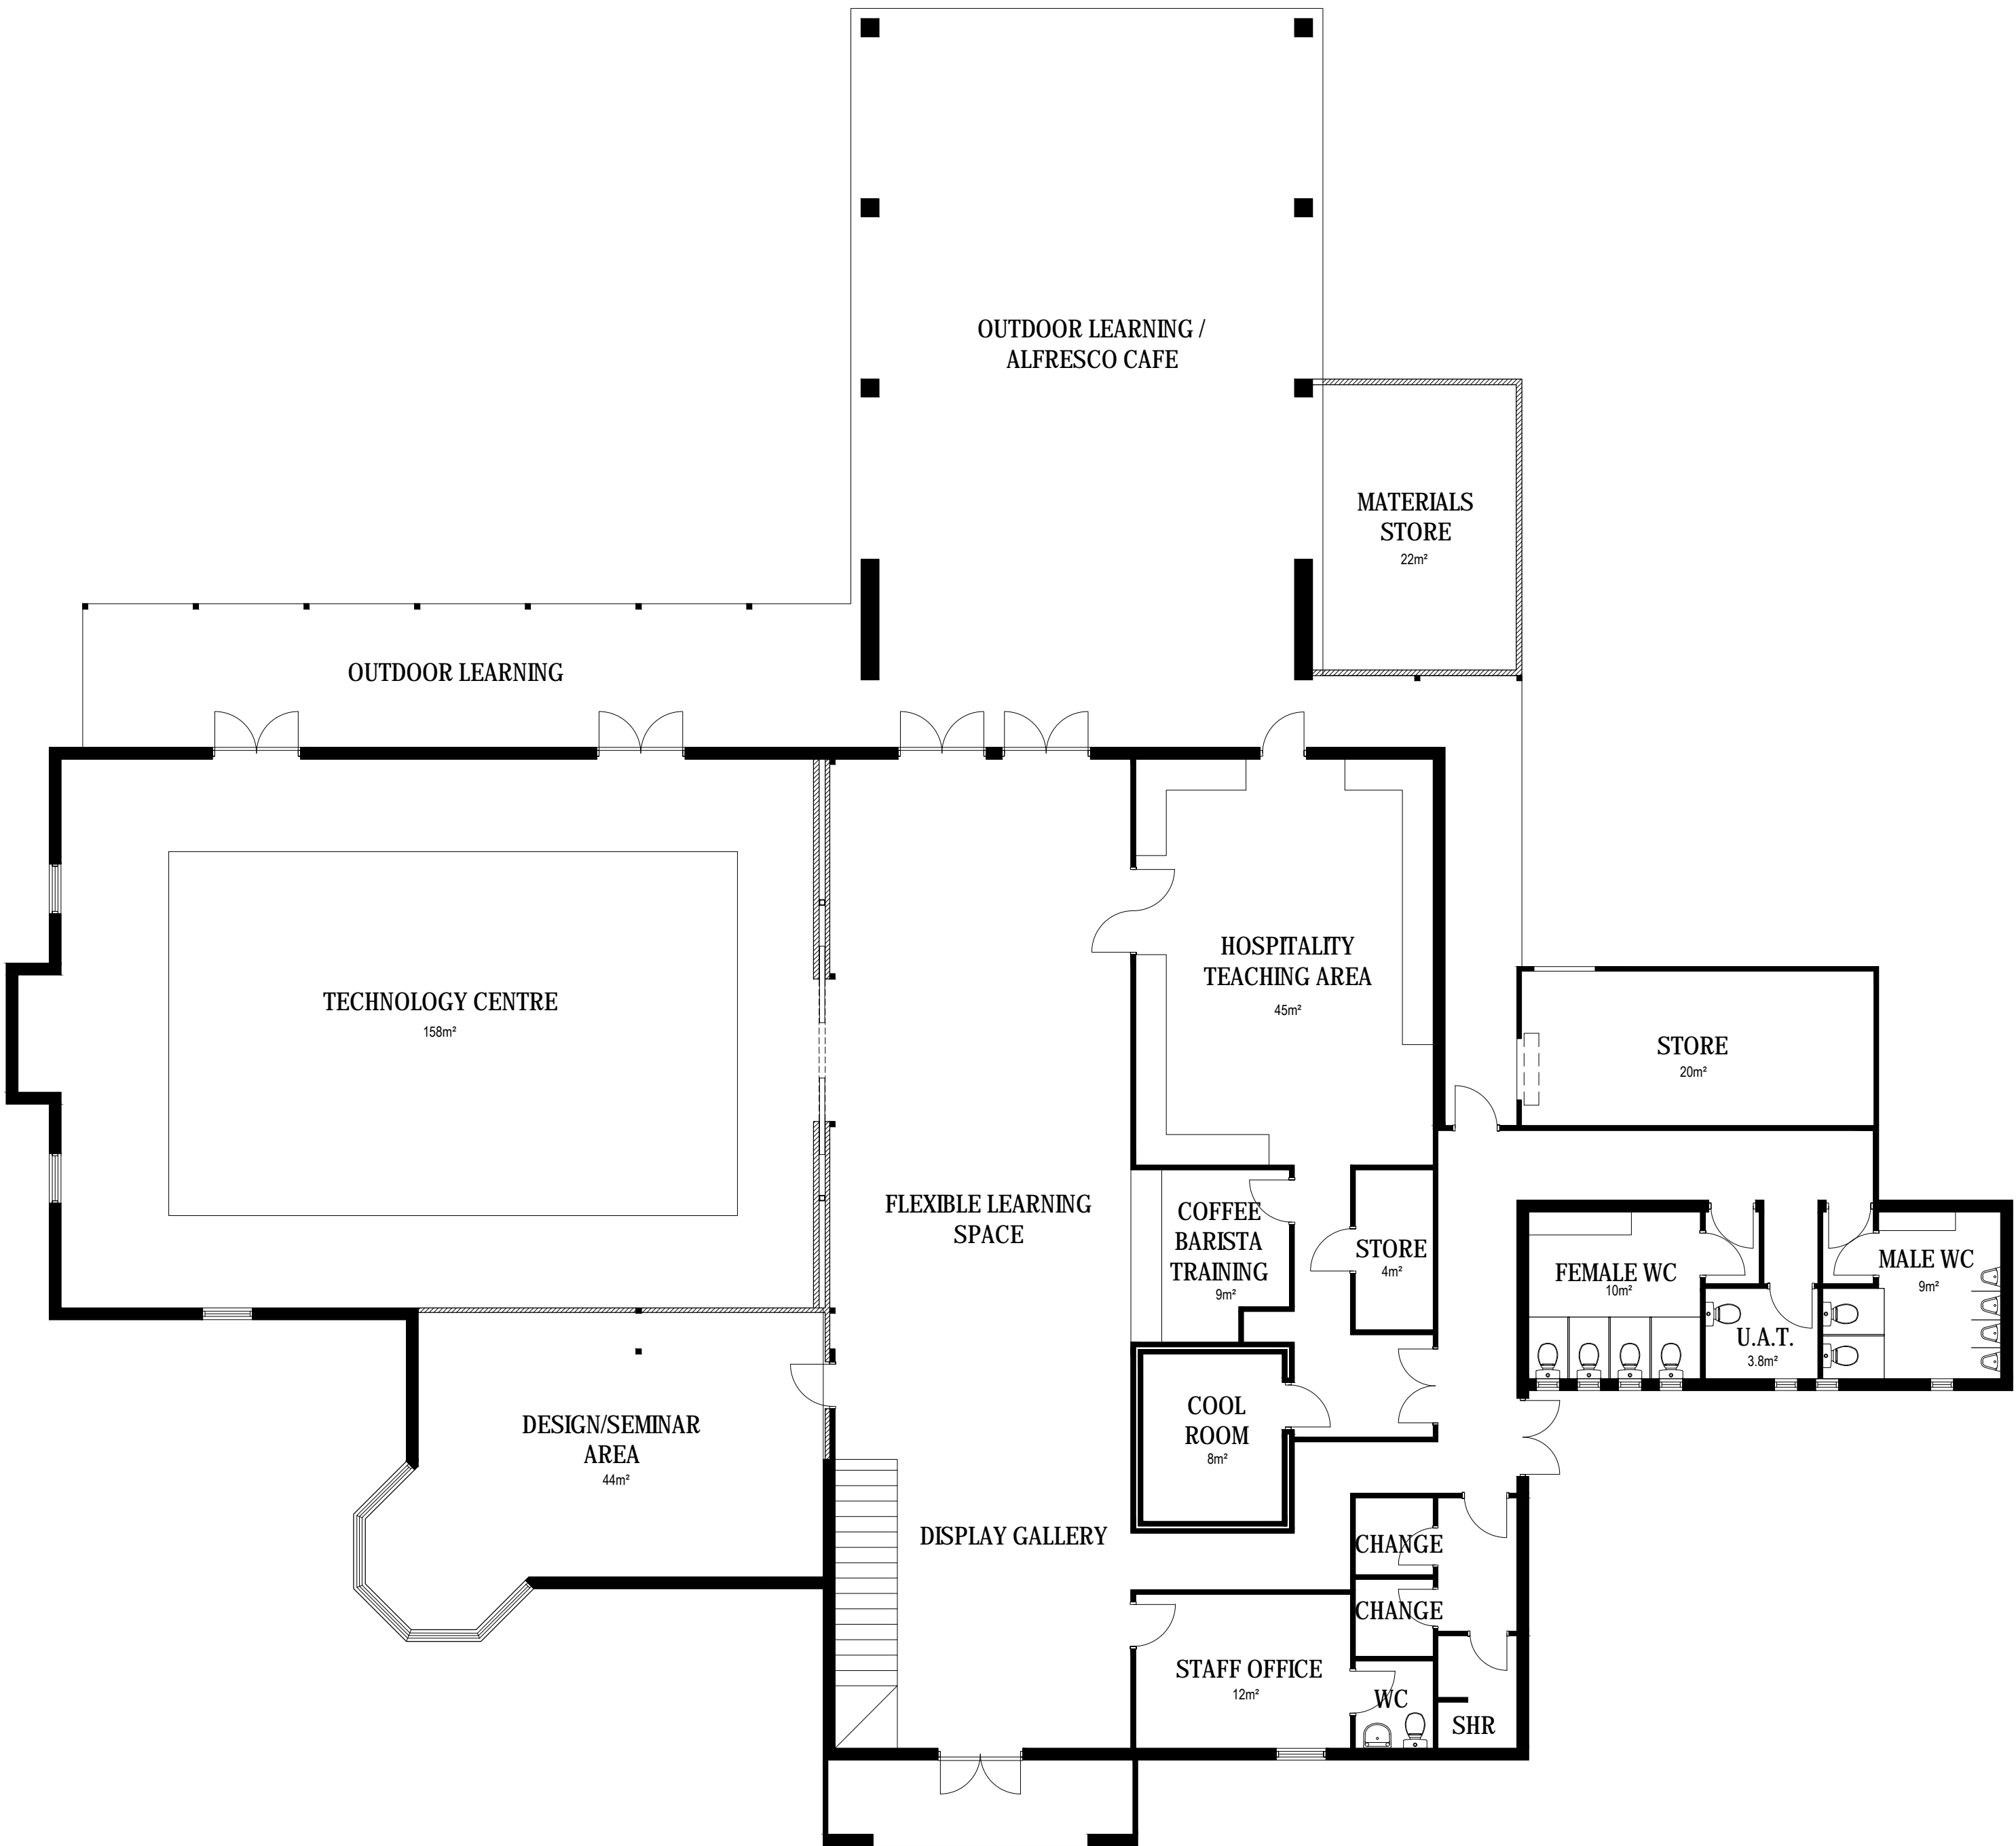 OUTDOOR LEARNING /
ALFRESCO CAFE
MATERIALS
STORE
22m²
OUTDOOR LEARNING
TECHNOLOGY CENTRE
158m²
HOSPITALITY
TEACHING AREA
45m²
STORE
20m²
FLEXIBLE LEARNING
SPACE
COFFEE
BARISTA
TRAINING
9m²
STORE
4m²
FEMALE WC
10m²
U.A.T.
3.8m²
MALE WC
9m²
DESIGN/SEMINAR
AREA
44m²
COOL
ROOM
8m²
DISPLAY GALLERY
CHANGE
CHANGE
STAFF OFFICE
12m²
WC
SHR